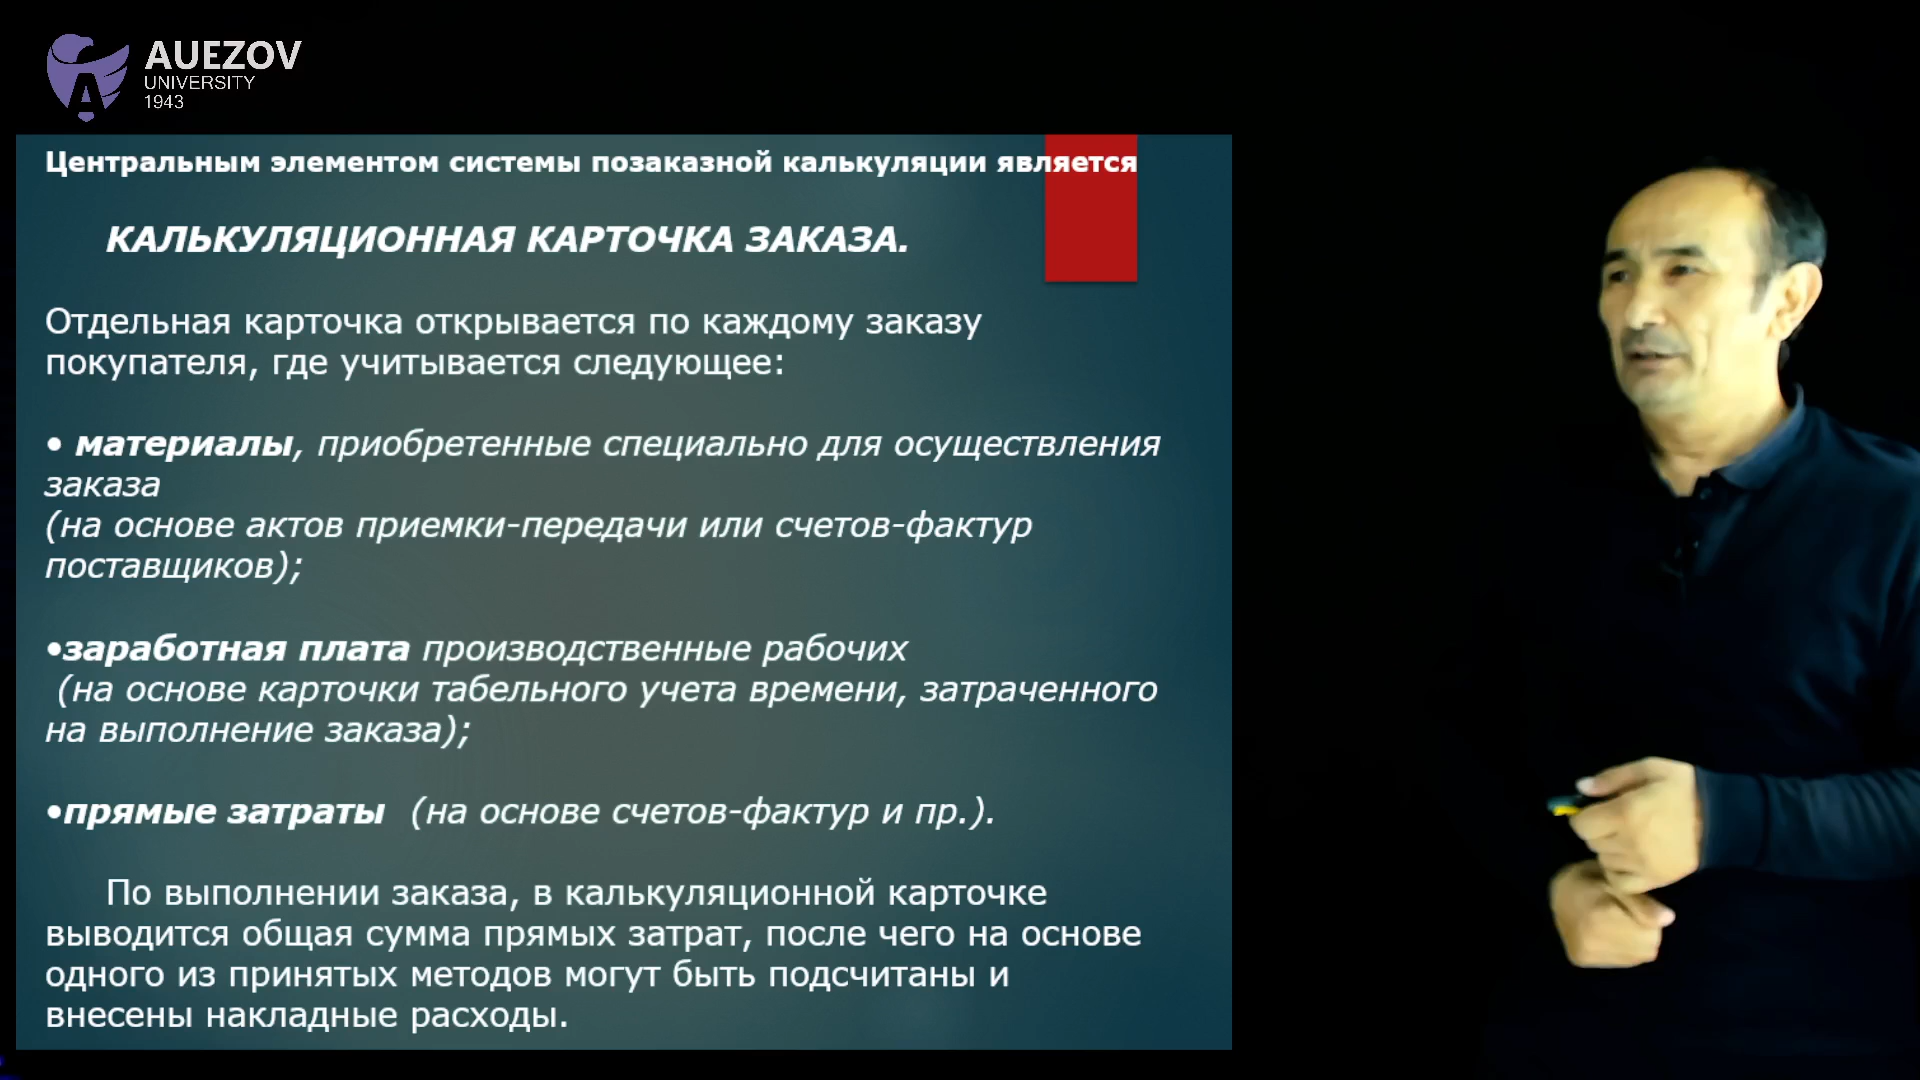 AUEZOV
UNIVERSITY
1943
Центральным элементом системы позаказной калькуляции является
КАЛЬКУЛЯЦИОННАЯ КАРТОЧКА ЗАКАЗА.
Отдельная карточка открывается по каждому заказу
покупателя, где учитывается следующее:
• материалы, приобретенные специально для осуществления
заказа
(на основе актов приемки-передачи или счетов-фактур
поставщиков);
•заработная плата производственные рабочих
(на основе карточки табельного учета времени, затраченного
на выполнение заказа);
•прямые затраты (на основе счетов-фактур и пр.).
По выполнении заказа, в калькуляционной карточке
выводится общая сумма прямых затрат, после чего на основе
одного из принятых методов могут быть подсчитаны и
внесены накладные расходы.